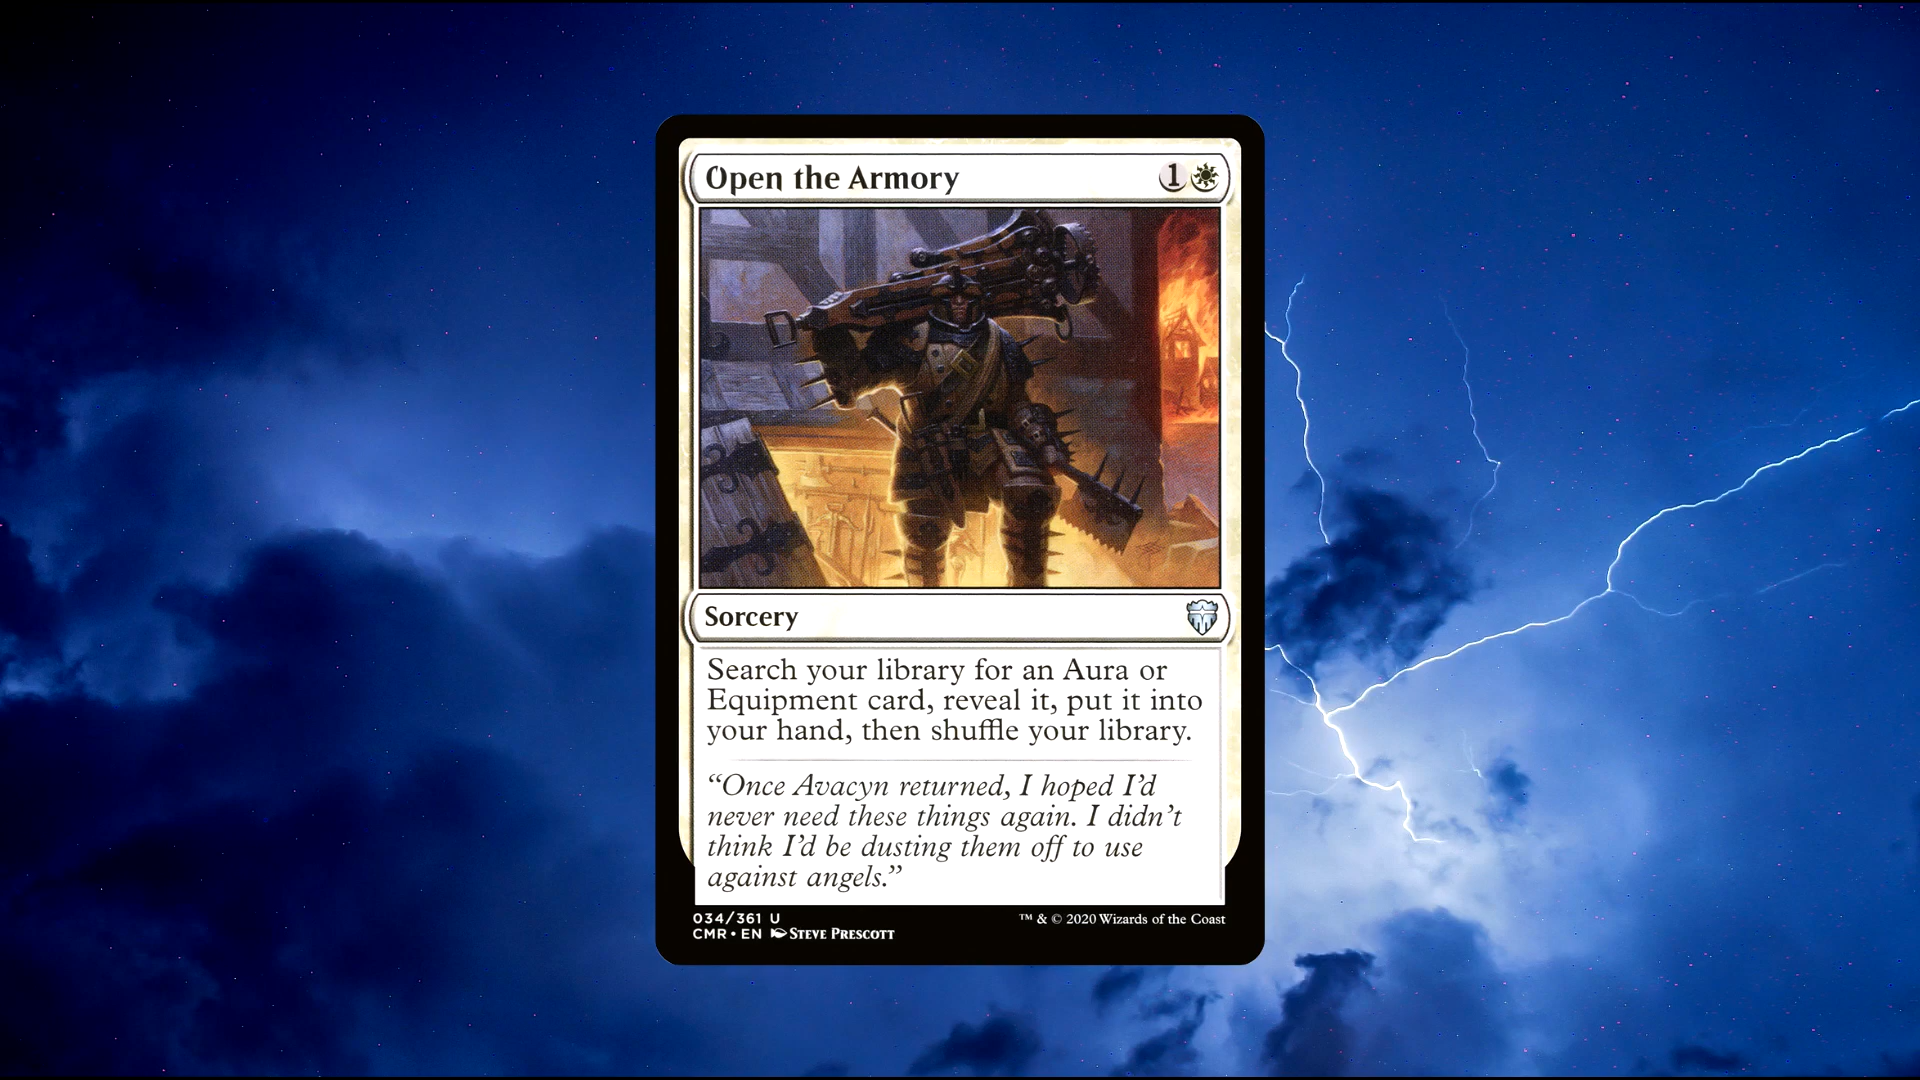 Open the Armory 1
Sorcery
Search your library for an Aura or
Equipment card, reveal it, put it into
your hand, then shuffle your library.
“Once Avacyn returned, I hoped I’d
never need these things again. I didn’t
think I’d be dusting them off to use
against angels.”
034/361 U
™ & © 2020 Wizards of the Coast
CMR • EN Steve Prescott